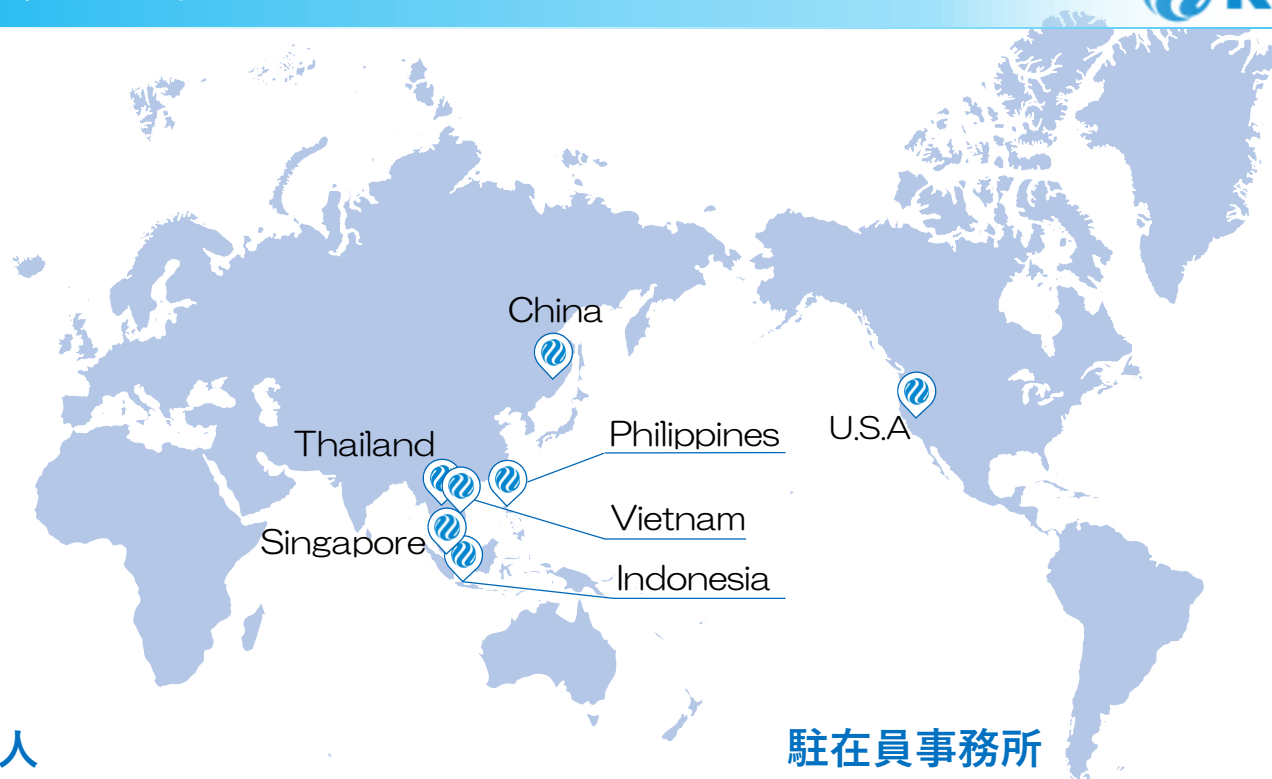 China
Thailand
Philippines
U.S.A
Vietnam
Singapore
Indonesia
人
駐在員事務所